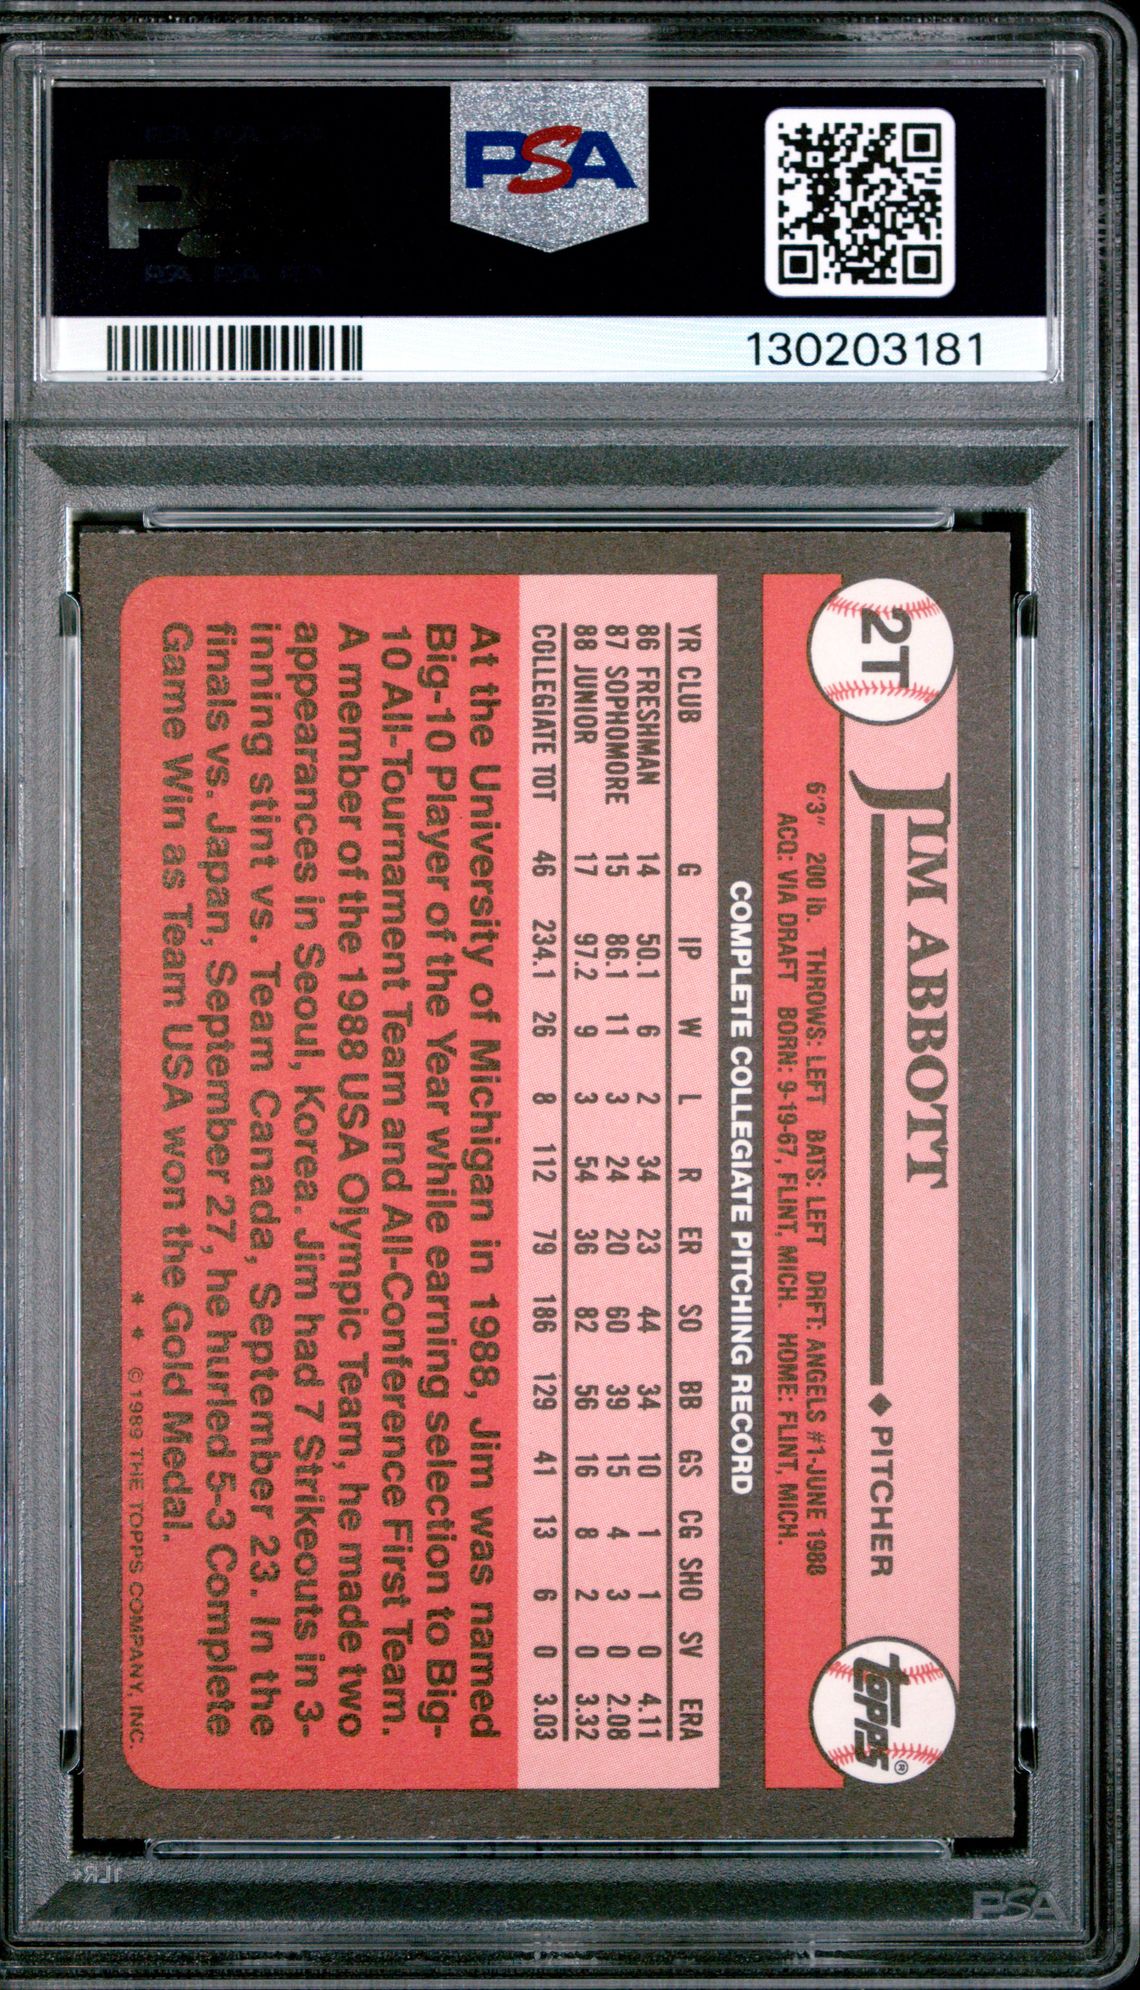 PSA
130203181
2T
JIM ABBOTT
◆ PITCHER
topps®
6'3" 200 lb. THROWS: LEFT BATS: LEFT DRFT: ANGELS #1-JUNE 1988
ACQ: VIA DRAFT BORN: 9-19-67, FLINT, MICH. HOME: FLINT, MICH.
COMPLETE COLLEGIATE PITCHING RECORD
YR CLUB G IP W L R ER SO BB GS CG SHO SV ERA
86 FRESHMAN 14 50.1 6 2 34 23 44 34 10 1 1 0 4.11
87 SOPHOMORE 15 86.1 11 3 24 20 60 39 15 4 3 0 2.08
88 JUNIOR 17 97.2 9 3 54 36 82 56 16 8 2 0 3.32
COLLEGIATE TOT 46 234.1 26 8 112 79 186 129 41 13 6 0 3.03
At the University of Michigan in 1988, Jim was named
Big-10 Player of the Year while earning selection to Big-
10 All-Tournament Team and All-Conference First Team.
A member of the 1988 USA Olympic Team, he made two
appearances in Seoul, Korea. Jim had 7 Strikeouts in 3-
inning stint vs. Team Canada, September 23. In the
finals vs. Japan, September 27, he hurled 5-3 Complete
Game Win as Team USA won the Gold Medal.
* * © 1989 THE TOPPS COMPANY, INC.
PSA